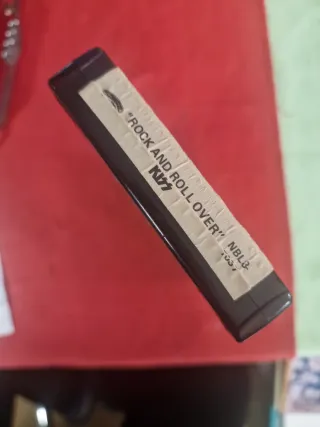 "ROCK AND ROLL OVER" NBL8-
KISS